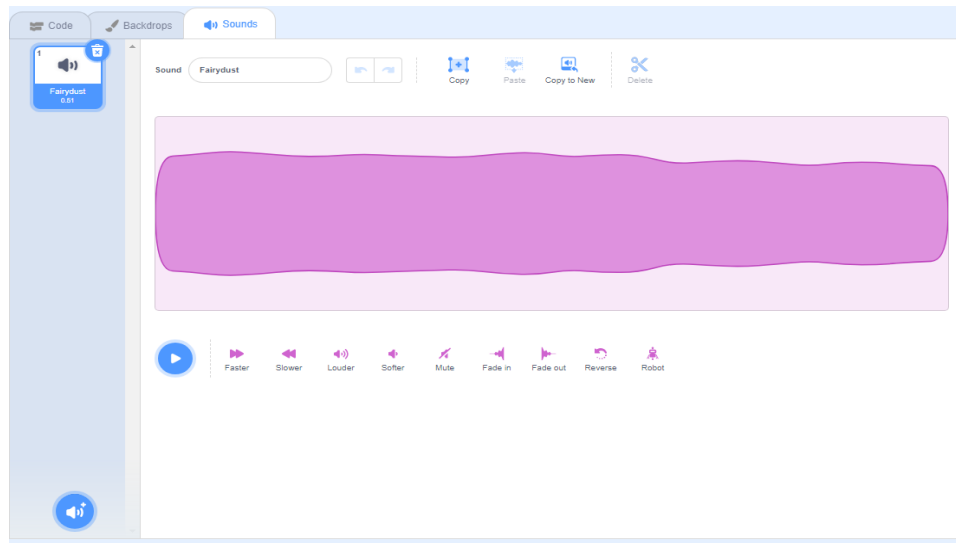 Code Backdrops Sounds
1
Fairydust
0.51
Sound Fairydust
Copy Paste Copy to New Delete
Faster Slower Louder Softer Mute Fade in Fade out Reverse Robot